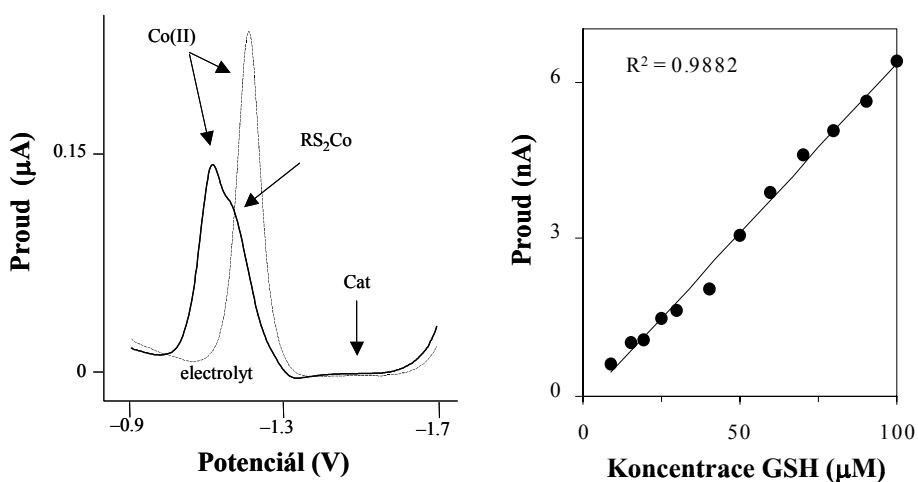 Co(II)
RS₂Co
Cat
electrolyt
0.15
0
Proud (μA)
–0.9
–1.3
–1.7
Potenciál (V)
R² = 0.9882
6
3
0
Proud (nA)
0
50
100
Koncentrace GSH (μM)